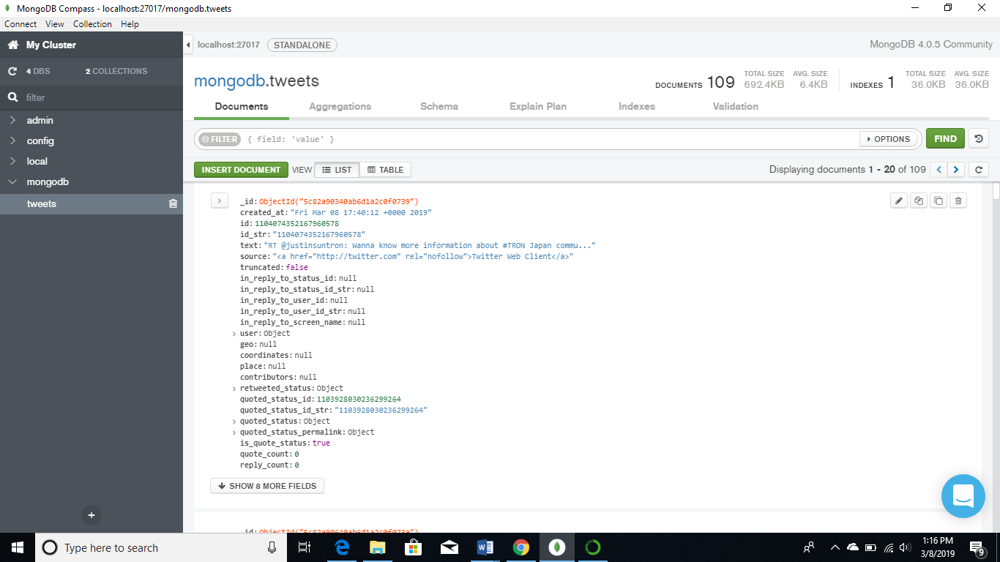 MongoDB Compass - localhost:27017/mongodb.tweets
Connect View Collection Help
My Cluster
4 DBS 2 COLLECTIONS
filter
admin
config
local
mongodb
tweets
localhost:27017 STANDALONE MongoDB 4.0.5 Community
mongodb.tweets
DOCUMENTS 109 TOTAL SIZE 692.4KB AVG. SIZE 6.4KB INDEXES 1 TOTAL SIZE 36.0KB AVG. SIZE 36.0KB
Documents Aggregations Schema Explain Plan Indexes Validation
FILTER { field: 'value' } OPTIONS FIND
INSERT DOCUMENT VIEW LIST TABLE Displaying documents 1 - 20 of 109
_id: ObjectId("5c82a90340ab6d1a2c0f0739")
created_at: "Fri Mar 08 17:40:12 +0000 2019"
id: 1104074352167960578
id_str: "1104074352167960578"
text: "RT @justinsuntron: Wanna know more information about #TRON Japan commu..."
source: "<a href="http://twitter.com" rel="nofollow">Twitter Web Client</a>"
truncated: false
in_reply_to_status_id: null
in_reply_to_status_id_str: null
in_reply_to_user_id: null
in_reply_to_user_id_str: null
in_reply_to_screen_name: null
user: Object
geo: null
coordinates: null
place: null
contributors: null
retweeted_status: Object
quoted_status_id: 1103928030236299264
quoted_status_id_str: "1103928030236299264"
quoted_status: Object
quoted_status_permalink: Object
is_quote_status: true
quote_count: 0
reply_count: 0
SHOW 8 MORE FIELDS
_id: ObjectId("5c82a90640ab6d1a2c0f073a")
Type here to search
1:16 PM
3/8/2019
9